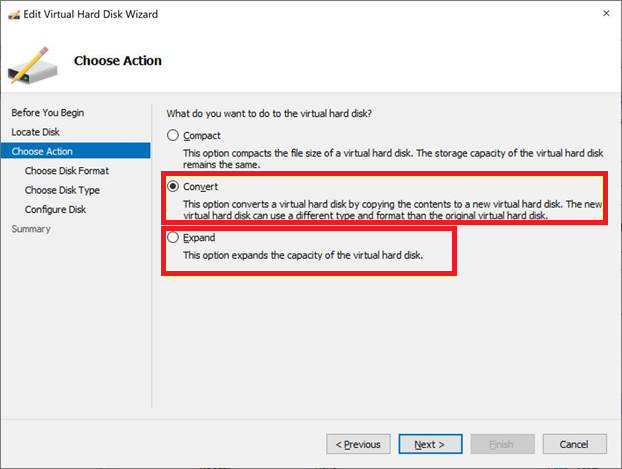 Edit Virtual Hard Disk Wizard
Choose Action
Before You Begin
Locate Disk
Choose Action
Choose Disk Format
Choose Disk Type
Configure Disk
Summary
What do you want to do to the virtual hard disk?
Compact
This option compacts the file size of a virtual hard disk. The storage capacity of the virtual hard disk
remains the same.
Convert
This option converts a virtual hard disk by copying the contents to a new virtual hard disk. The new
virtual hard disk can use a different type and format than the original virtual hard disk.
Expand
This option expands the capacity of the virtual hard disk.
< Previous
Next >
Finish
Cancel